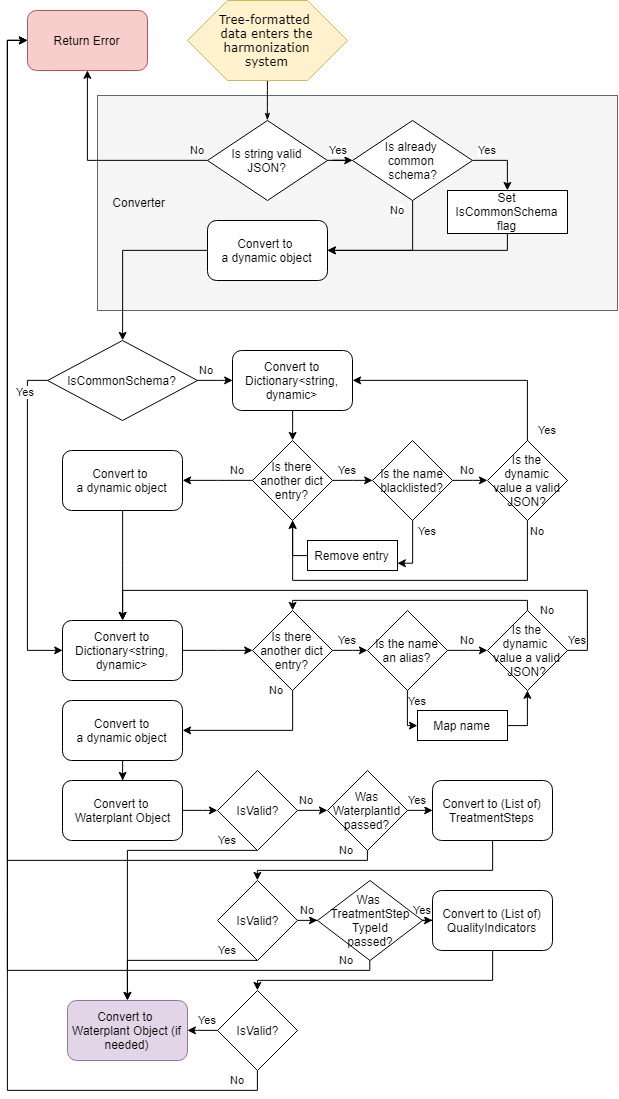 Return Error
Tree-formatted
data enters the
harmonization
system
No
Is string valid
JSON?
Yes
Is already
common
schema?
Yes
Converter
No
Set
IsCommonSchema
flag
Convert to
a dynamic object
IsCommonSchema?
Yes
No
Convert to
Dictionary<string,
dynamic>
Yes
Convert to
a dynamic object
No
Is there
another dict
entry?
Yes
Is the name
blacklisted?
No
Is the
dynamic
value a valid
JSON?
Yes
No
Remove entry
Convert to
Dictionary<string,
dynamic>
Is there
another dict
entry?
Yes
Is the name
an alias?
No
Is the
dynamic
value a valid
JSON?
No
Yes
No
Yes
Map name
Convert to
a dynamic object
Convert to
Waterplant Object
IsValid?
No
Was
WaterplantId
passed?
Yes
Convert to (List of)
TreatmentSteps
Yes
No
IsValid?
No
Was
TreatmentStep
TypeId
passed?
Yes
Convert to (List of)
QualityIndicators
Yes
No
Convert to
Waterplant Object (if
needed)
Yes
IsValid?
No